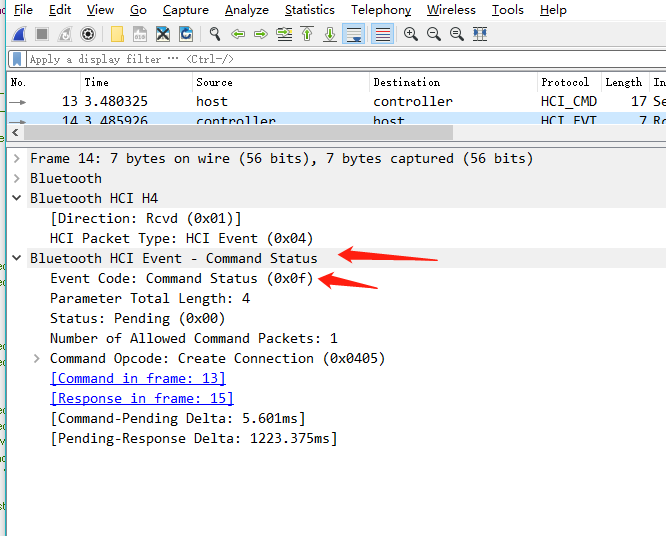 File Edit View Go Capture Analyze Statistics Telephony Wireless Tools Help
Apply a display filter ··· <Ctrl-/>
No. Time Source Destination Protocol Length In
13 3.480325 host controller HCI_CMD 17 Se
14 3.485926 controller host HCI_EVT 7 Rc
Frame 14: 7 bytes on wire (56 bits), 7 bytes captured (56 bits)
Bluetooth
Bluetooth HCI H4
[Direction: Rcvd (0x01)]
HCI Packet Type: HCI Event (0x04)
Bluetooth HCI Event - Command Status
Event Code: Command Status (0x0f)
Parameter Total Length: 4
Status: Pending (0x00)
Number of Allowed Command Packets: 1
Command Opcode: Create Connection (0x0405)
[Command in frame: 13]
[Response in frame: 15]
[Command-Pending Delta: 5.601ms]
[Pending-Response Delta: 1223.375ms]